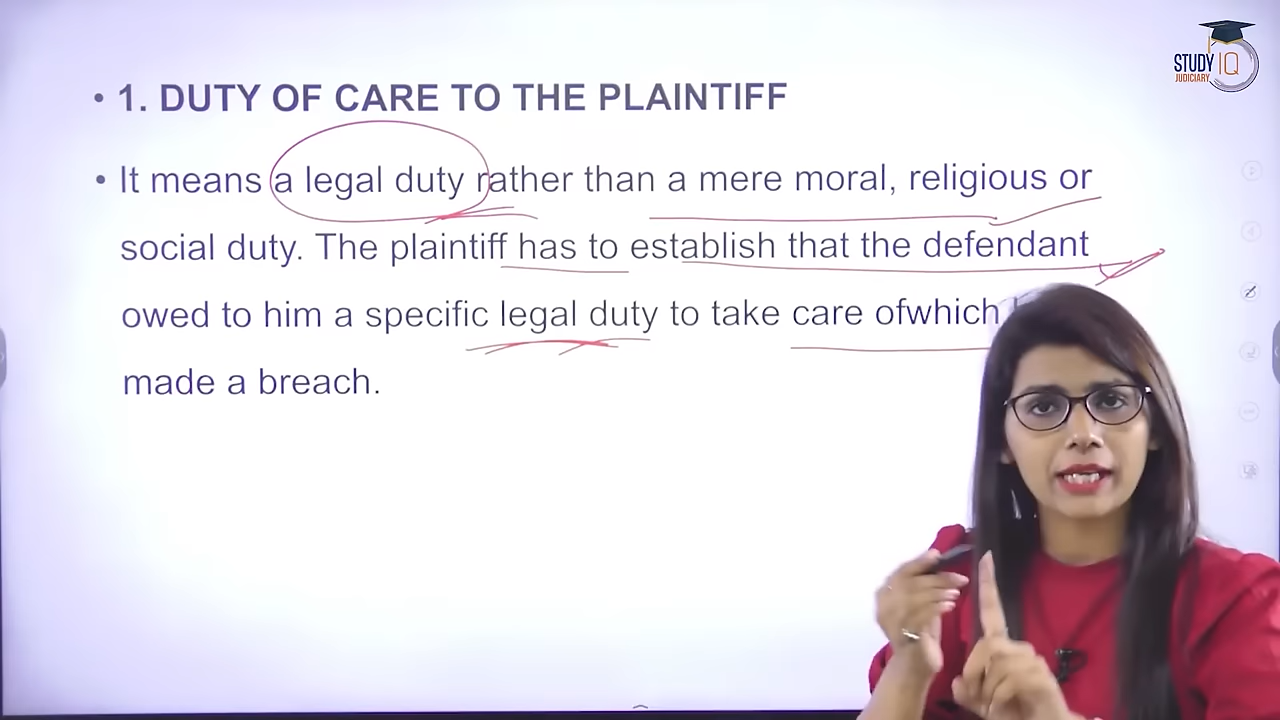 STUDY IQ
JUDICIARY
• 1. DUTY OF CARE TO THE PLAINTIFF
• It means a legal duty rather than a mere moral, religious or
social duty. The plaintiff has to establish that the defendant
owed to him a specific legal duty to take care ofwhich
made a breach.